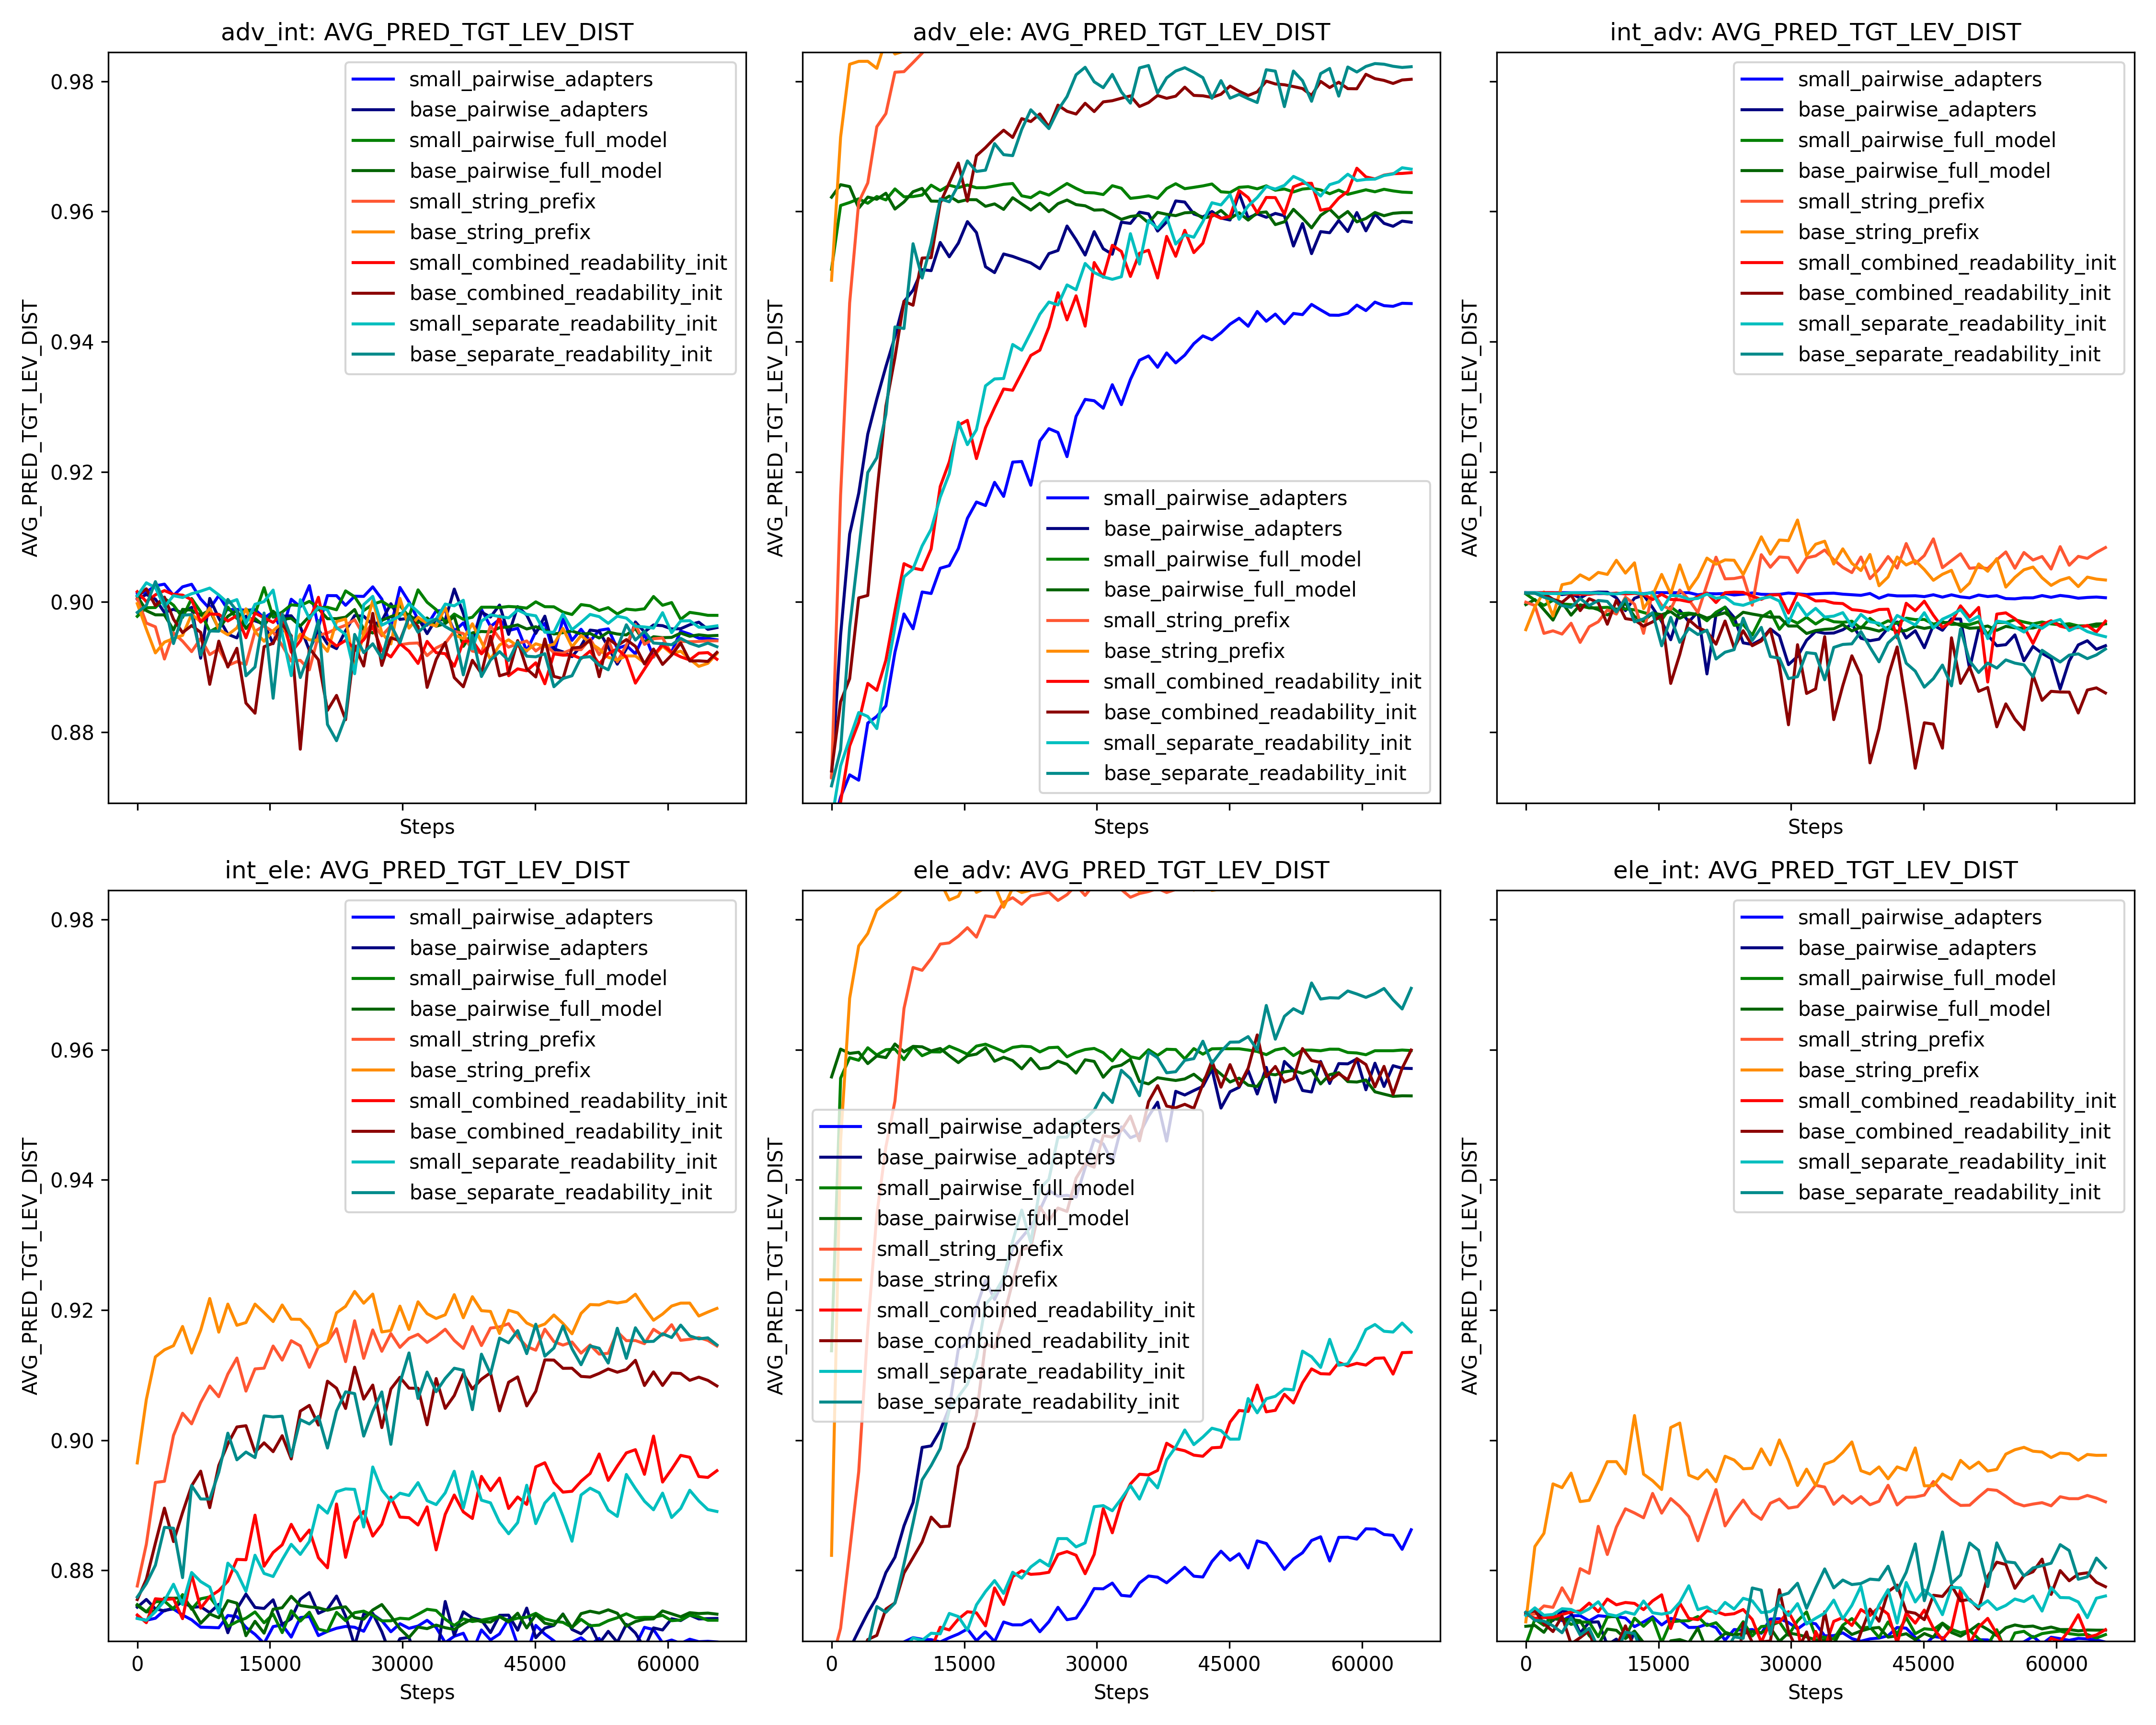 adv_int: AVG_PRED_TGT_LEV_DIST
AVG_PRED_TGT_LEV_DIST
0.98
0.96
0.94
0.92
0.90
0.88
small_pairwise_adapters
base_pairwise_adapters
small_pairwise_full_model
base_pairwise_full_model
small_string_prefix
base_string_prefix
small_combined_readability_init
base_combined_readability_init
small_separate_readability_init
base_separate_readability_init
Steps
adv_ele: AVG_PRED_TGT_LEV_DIST
AVG_PRED_TGT_LEV_DIST
small_pairwise_adapters
base_pairwise_adapters
small_pairwise_full_model
base_pairwise_full_model
small_string_prefix
base_string_prefix
small_combined_readability_init
base_combined_readability_init
small_separate_readability_init
base_separate_readability_init
Steps
int_adv: AVG_PRED_TGT_LEV_DIST
AVG_PRED_TGT_LEV_DIST
small_pairwise_adapters
base_pairwise_adapters
small_pairwise_full_model
base_pairwise_full_model
small_string_prefix
base_string_prefix
small_combined_readability_init
base_combined_readability_init
small_separate_readability_init
base_separate_readability_init
Steps
int_ele: AVG_PRED_TGT_LEV_DIST
AVG_PRED_TGT_LEV_DIST
0.98
0.96
0.94
0.92
0.90
0.88
small_pairwise_adapters
base_pairwise_adapters
small_pairwise_full_model
base_pairwise_full_model
small_string_prefix
base_string_prefix
small_combined_readability_init
base_combined_readability_init
small_separate_readability_init
base_separate_readability_init
0 15000 30000 45000 60000
Steps
ele_adv: AVG_PRED_TGT_LEV_DIST
AVG_PRED_TGT_LEV_DIST
small_pairwise_adapters
base_pairwise_adapters
small_pairwise_full_model
base_pairwise_full_model
small_string_prefix
base_string_prefix
small_combined_readability_init
base_combined_readability_init
small_separate_readability_init
base_separate_readability_init
0 15000 30000 45000 60000
Steps
ele_int: AVG_PRED_TGT_LEV_DIST
AVG_PRED_TGT_LEV_DIST
small_pairwise_adapters
base_pairwise_adapters
small_pairwise_full_model
base_pairwise_full_model
small_string_prefix
base_string_prefix
small_combined_readability_init
base_combined_readability_init
small_separate_readability_init
base_separate_readability_init
0 15000 30000 45000 60000
Steps